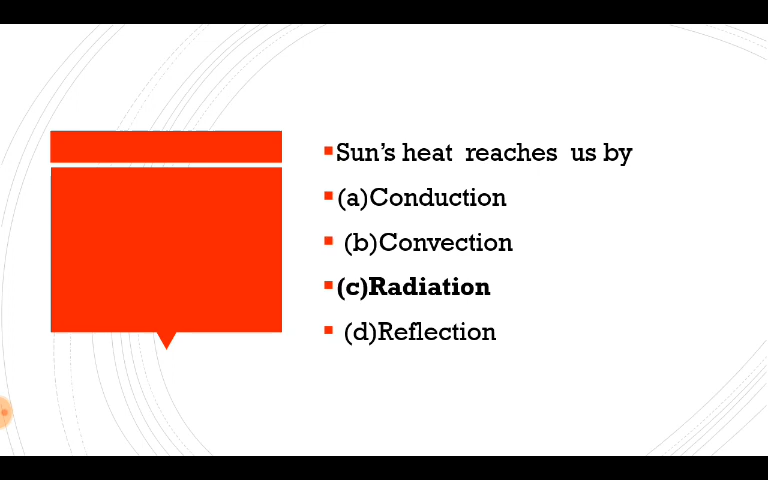 Sun’s heat reaches us by
(a)Conduction
(b)Convection
(c)Radiation
(d)Reflection